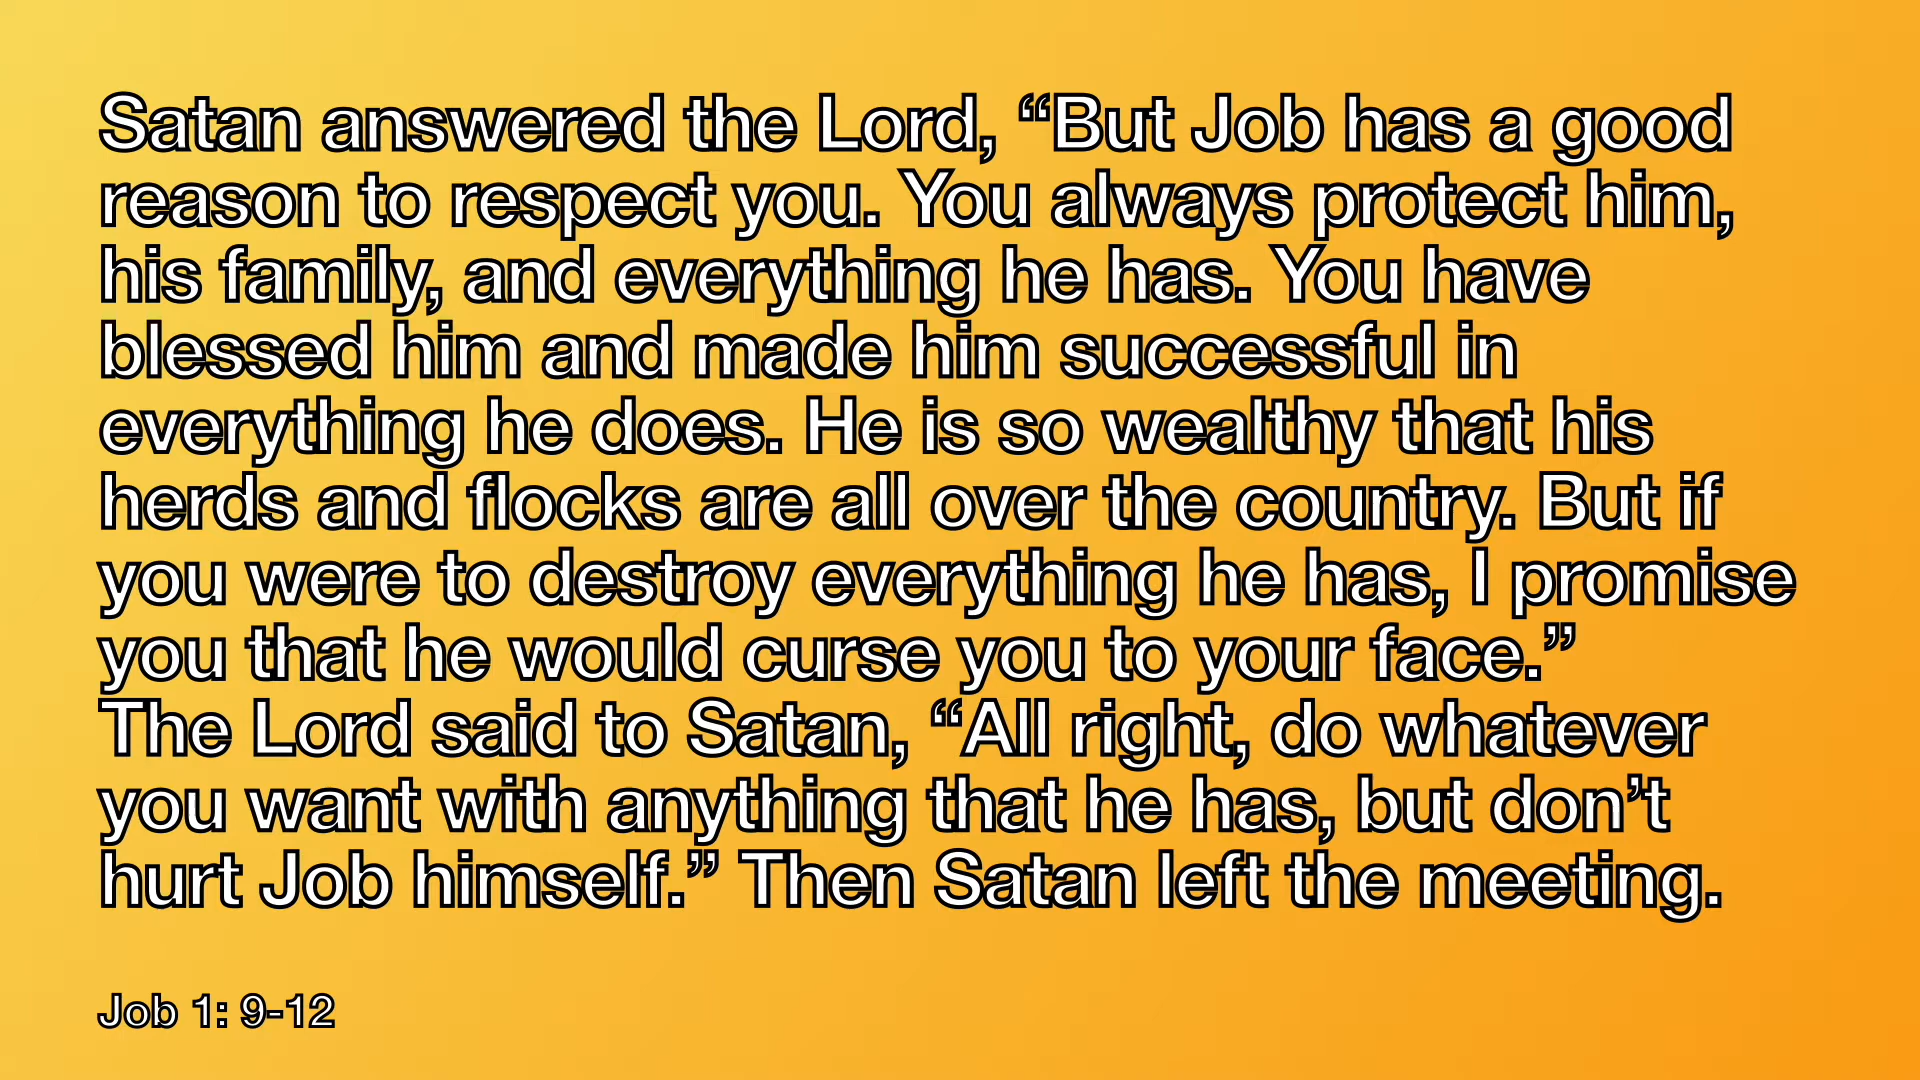 Satan answered the Lord, “But Job has a good
reason to respect you. You always protect him,
his family, and everything he has. You have
blessed him and made him successful in
everything he does. He is so wealthy that his
herds and flocks are all over the country. But if
you were to destroy everything he has, I promise
you that he would curse you to your face.”
The Lord said to Satan, “All right, do whatever
you want with anything that he has, but don’t
hurt Job himself.” Then Satan left the meeting.
Job 1: 9-12